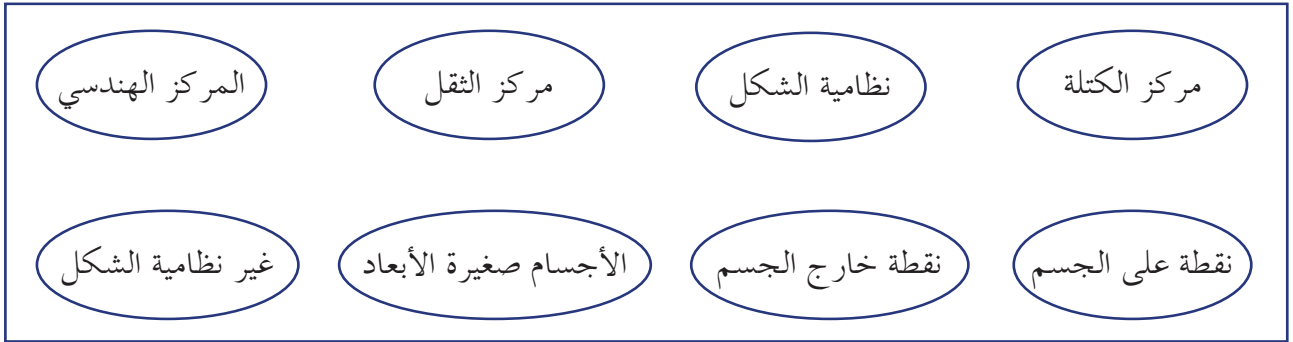 مركز الكتلة
نظامية الشكل
مركز الثقل
المركز الهندسي
نقطة على الجسم
نقطة خارج الجسم
الأجسام صغيرة الأبعاد
غير نظامية الشكل